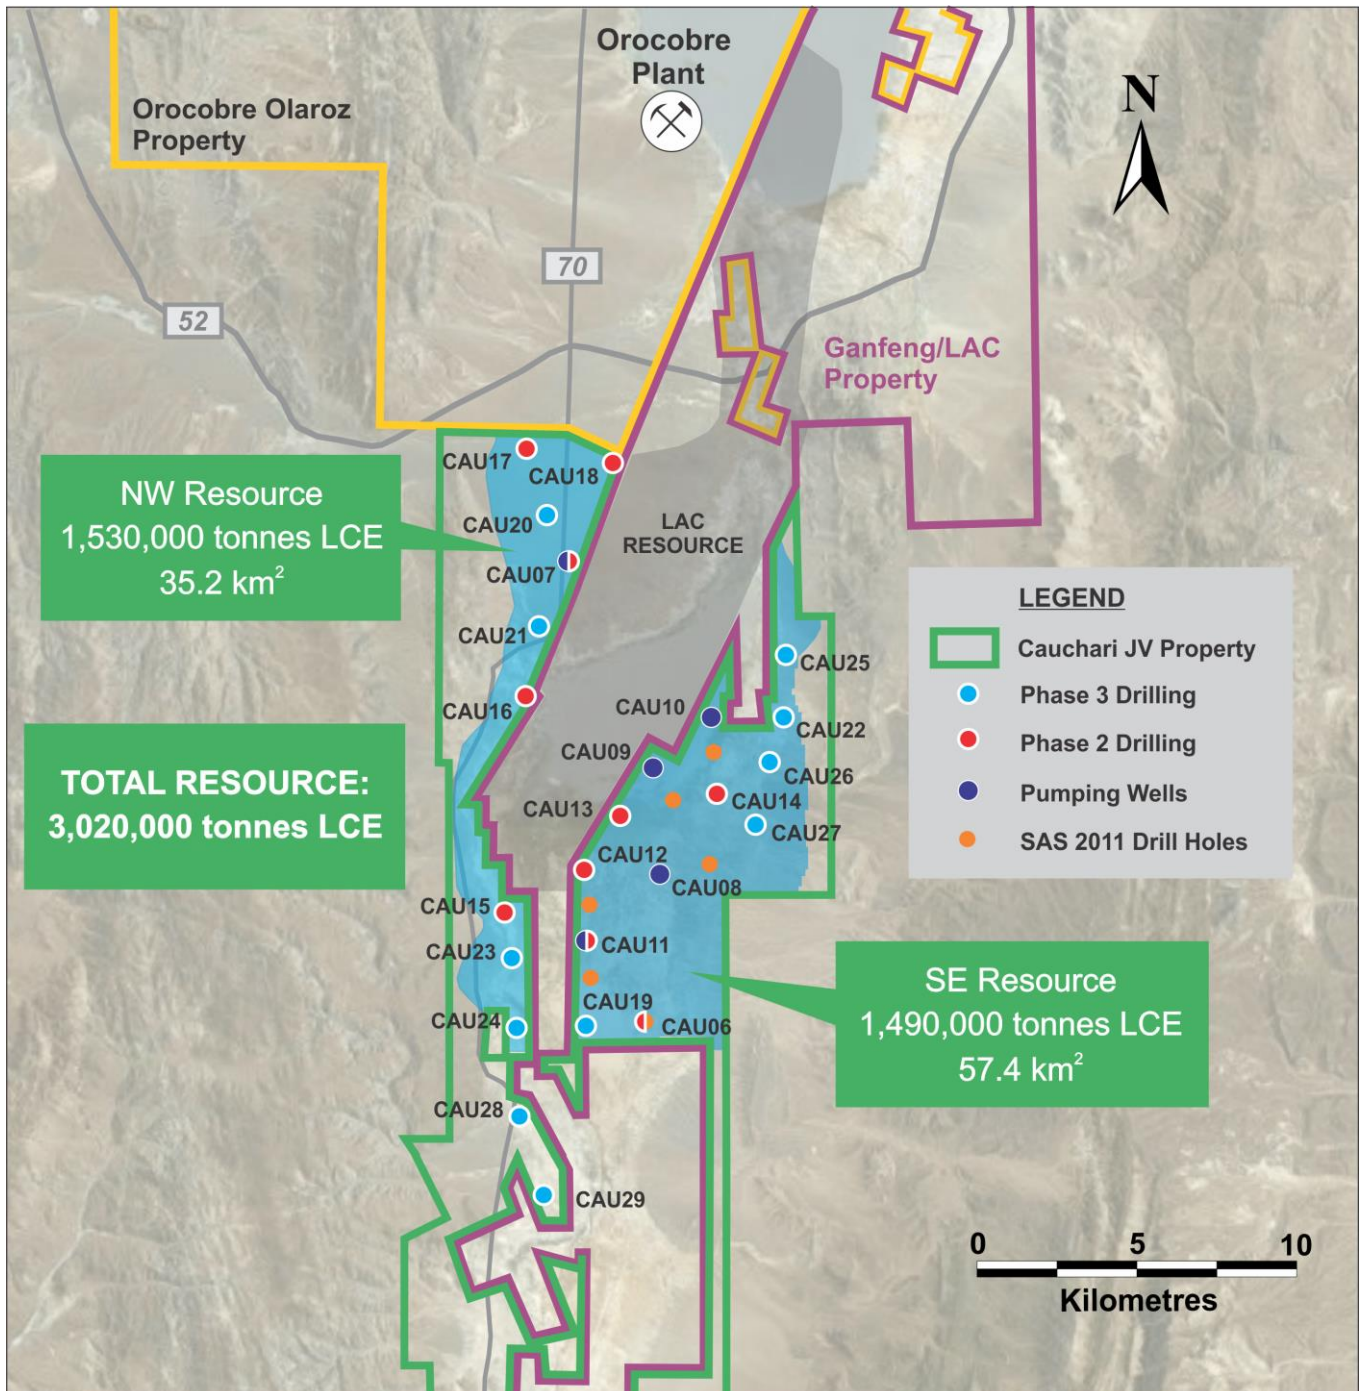 Orocobre
Plant
Orocobre Olaroz
Property
N
70
52
Ganfeng/LAC
Property
CAU17
CAU18
NW Resource
1,530,000 tonnes LCE
35.2 km²
CAU20
LAC
RESOURCE
CAU07
CAU21
CAU16
CAU25
CAU10
CAU22
CAU09
CAU26
CAU14
CAU13
CAU27
CAU12
CAU08
CAU15
CAU11
CAU23
CAU19
CAU24
CAU06
CAU28
CAU29
TOTAL RESOURCE:
3,020,000 tonnes LCE
LEGEND
Cauchari JV Property
Phase 3 Drilling
Phase 2 Drilling
Pumping Wells
SAS 2011 Drill Holes
SE Resource
1,490,000 tonnes LCE
57.4 km²
0 5 10
Kilometres